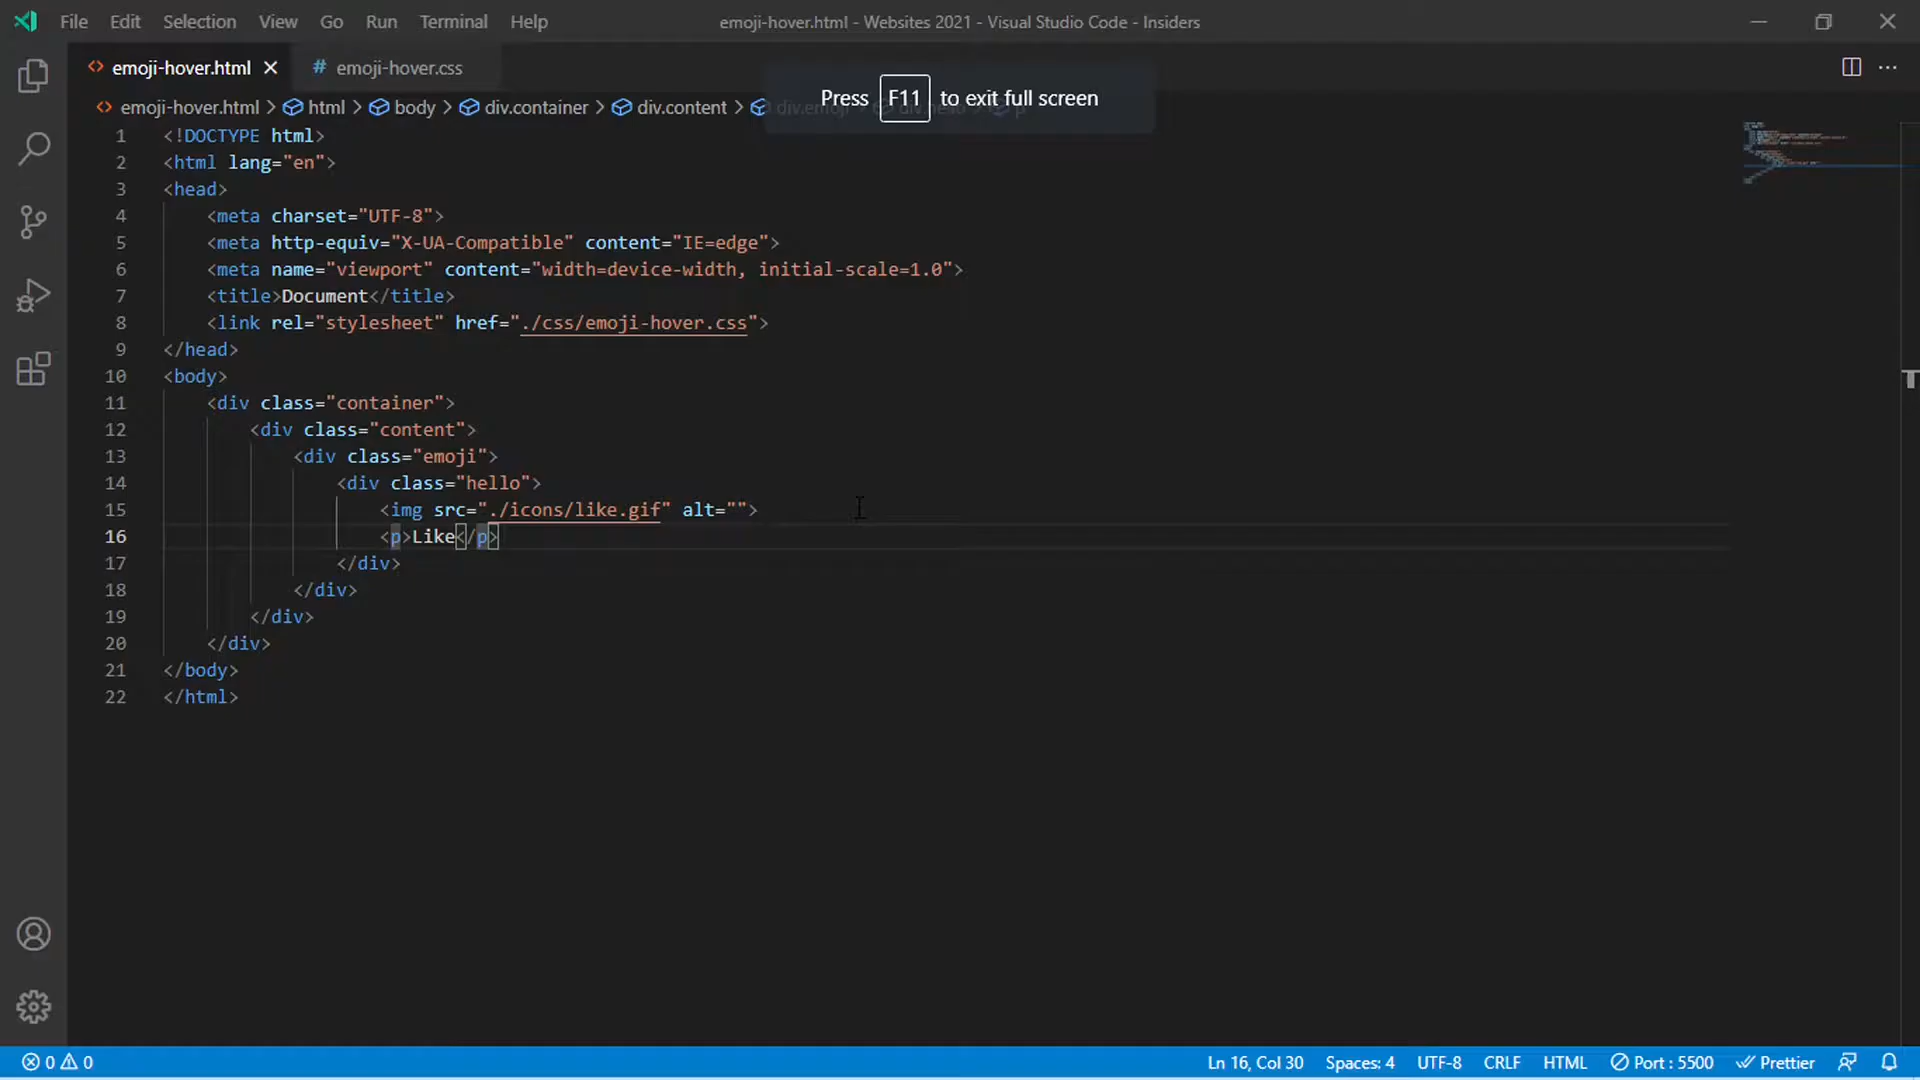 File Edit Selection View Go Run Terminal Help emoji-hover.html - Websites 2021 - Visual Studio Code - Insiders
emoji-hover.html emoji-hover.css
emoji-hover.html > html > body > div.container > div.content > div.emoji
Press F11 to exit full screen
1 <!DOCTYPE html>
2 <html lang="en">
3 <head>
4 <meta charset="UTF-8">
5 <meta http-equiv="X-UA-Compatible" content="IE=edge">
6 <meta name="viewport" content="width=device-width, initial-scale=1.0">
7 <title>Document</title>
8 <link rel="stylesheet" href="./css/emoji-hover.css">
9 </head>
10 <body>
11 <div class="container">
12 <div class="content">
13 <div class="emoji">
14 <div class="hello">
15 <img src="./icons/like.gif" alt="">
16 <p>Like</p>
17 </div>
18 </div>
19 </div>
20 </div>
21 </body>
22 </html>
0 0 Ln 16, Col 30 Spaces: 4 UTF-8 CRLF HTML Port : 5500 Prettier